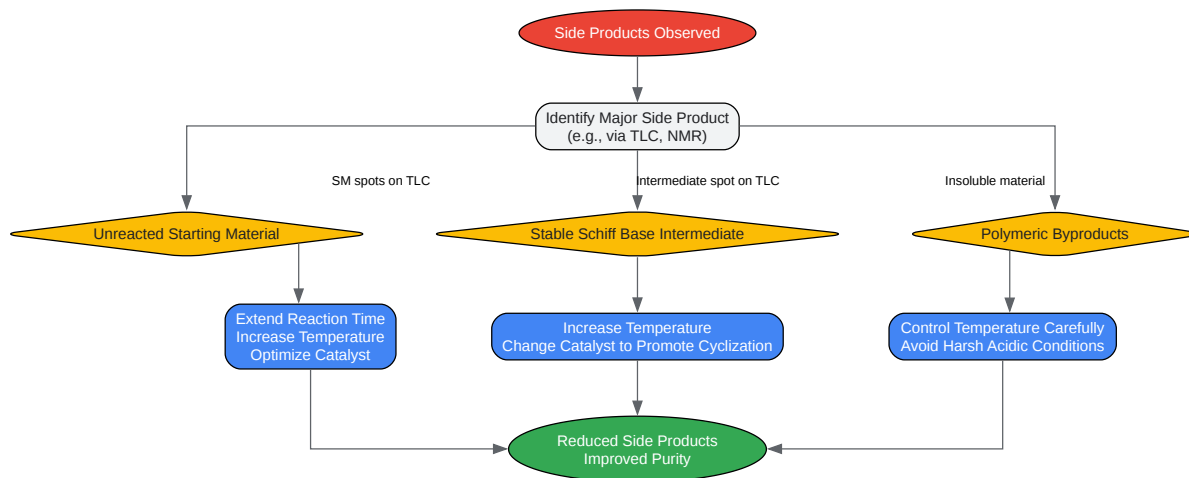 Side Products Observed
Identify Major Side Product
(e.g., via TLC, NMR)
SM spots on TLC
Intermediate spot on TLC
Insoluble material
Unreacted Starting Material
Stable Schiff Base Intermediate
Polymeric Byproducts
Extend Reaction Time
Increase Temperature
Optimize Catalyst
Increase Temperature
Change Catalyst to Promote Cyclization
Control Temperature Carefully
Avoid Harsh Acidic Conditions
Reduced Side Products
Improved Purity